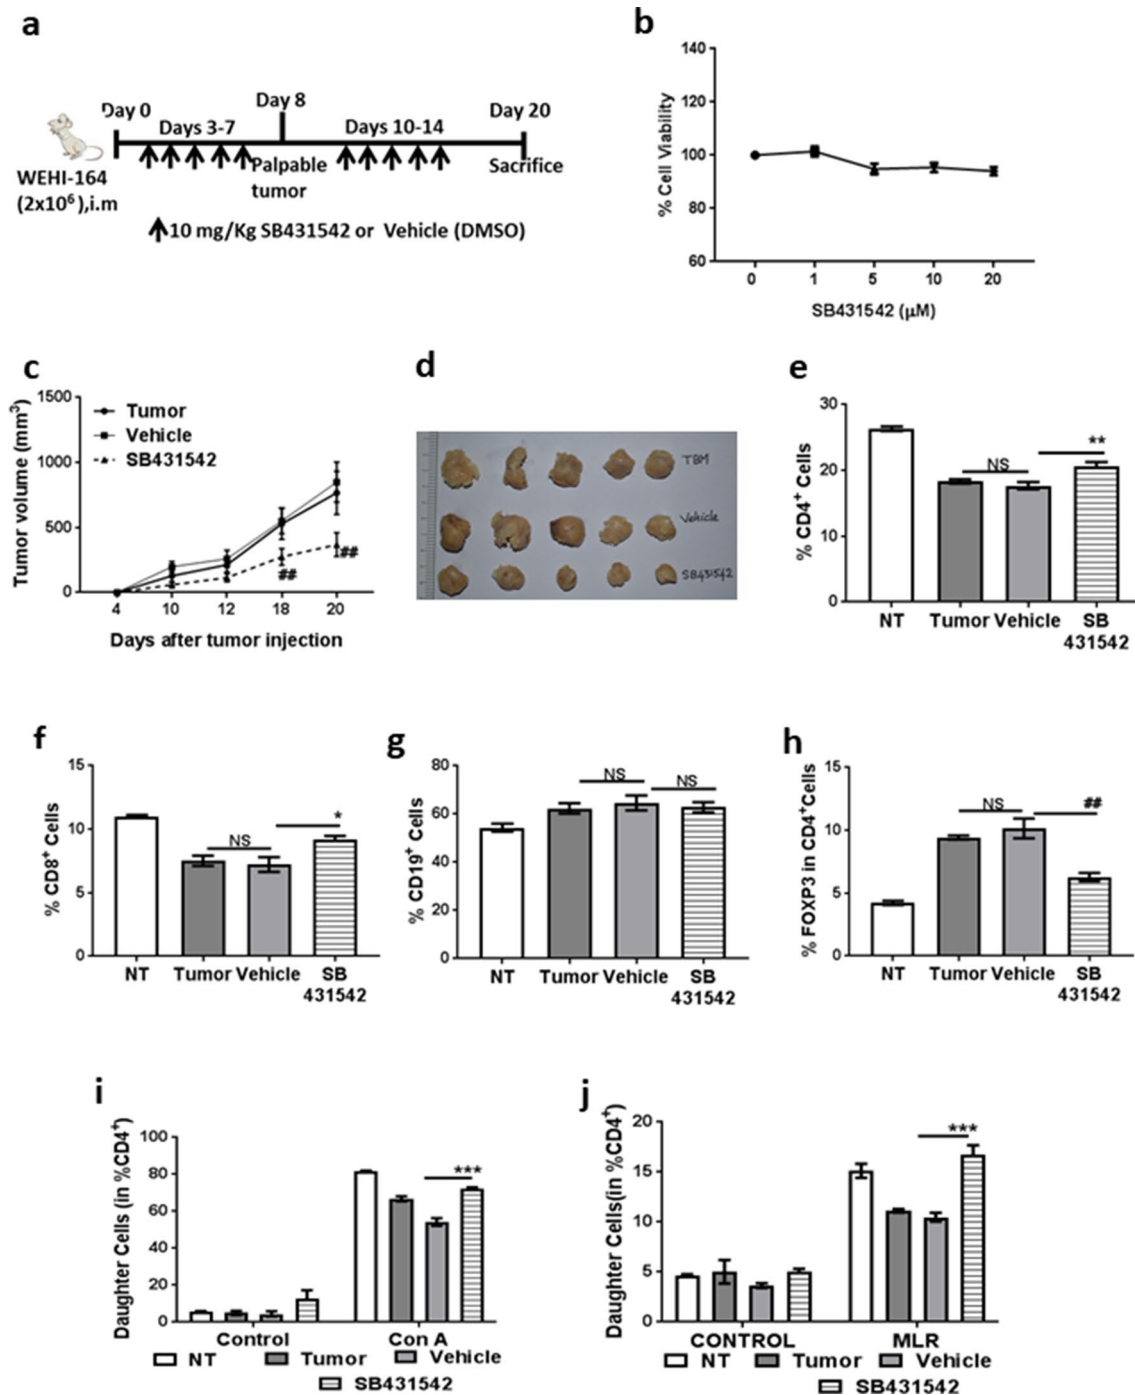 a
Day 0
Days 3-7
Day 8
Days 10-14
Day 20
Palpable
tumor
Sacrifice
WEHI-164
(2x10⁶),i.m
10 mg/Kg SB431542 or Vehicle (DMSO)
b
% Cell Viability
140
120
100
80
60
0 1 5 10 20
SB431542 (μM)
c
Tumor volume (mm³)
1500
1000
500
0
Tumor
Vehicle
SB431542
##
##
4 10 12 18 20
Days after tumor injection
d
TBM
Vehicle
SB431542
e
% CD4⁺ Cells
30
20
10
0
NS
**
NT Tumor Vehicle SB
431542
f
% CD8⁺ Cells
15
10
5
0
NS
*
NT Tumor Vehicle SB
431542
g
% CD19⁺ Cells
80
60
40
20
0
NS
NS
NT Tumor Vehicle SB
431542
h
% FOXP3 in CD4⁺Cells
15
10
5
0
NS
##
NT Tumor Vehicle SB
431542
i
Daughter Cells (in %CD4⁺)
100
80
60
40
20
0
***
Control Con A
NT Tumor Vehicle
SB431542
j
Daughter Cells(in %CD4⁺)
20
15
10
5
0
***
CONTROL MLR
NT Tumor Vehicle
SB431542